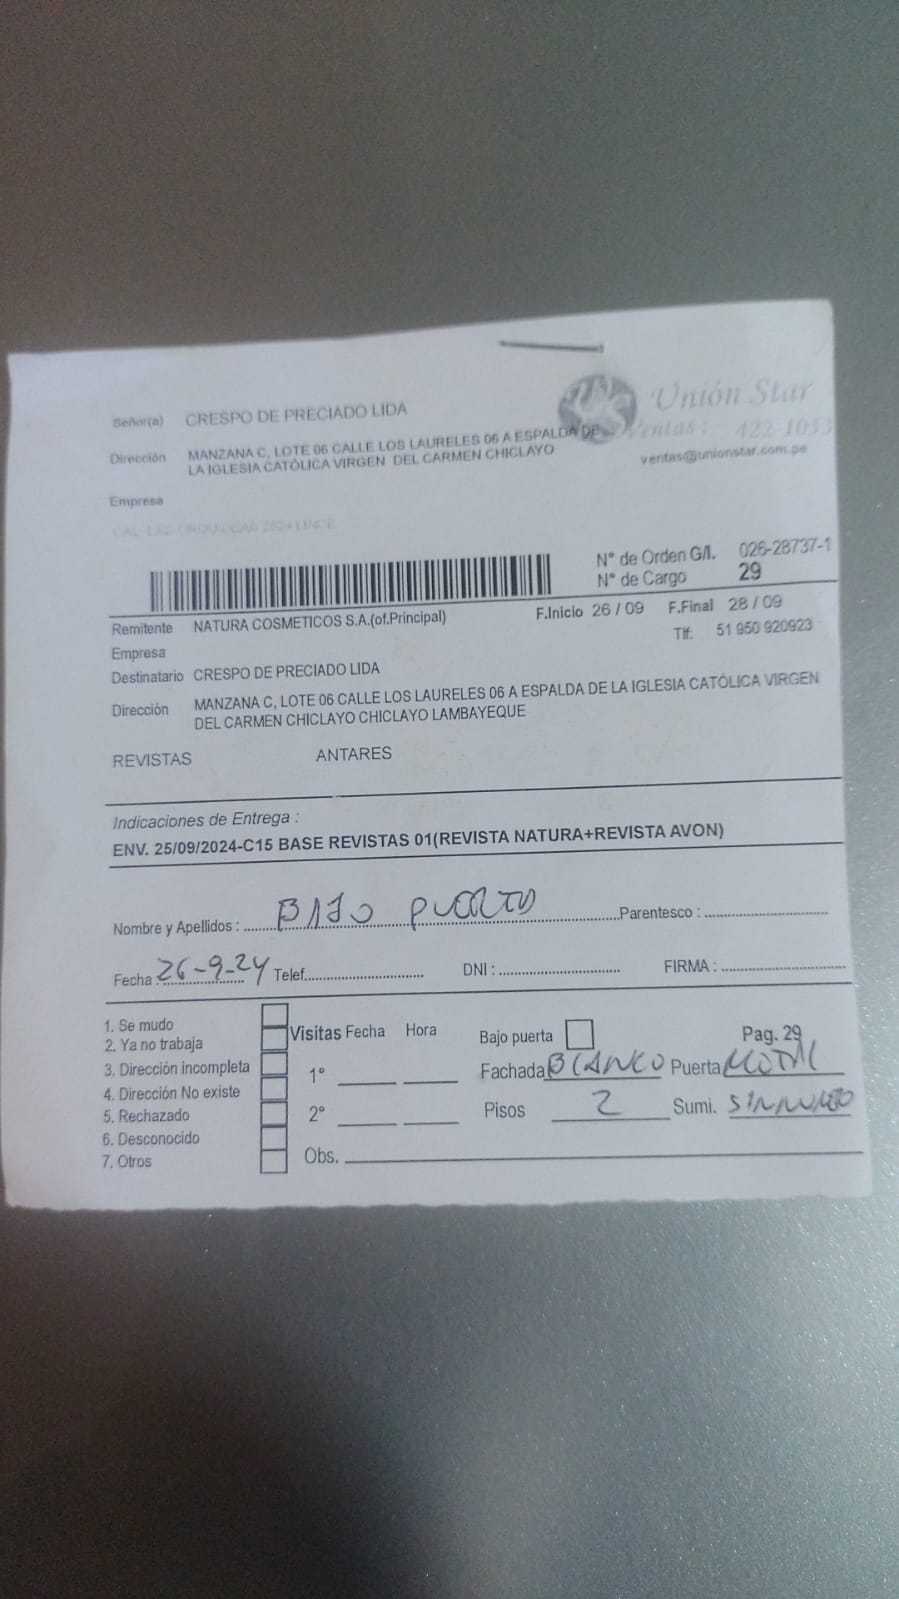 Unión Star
Señor(a) CRESPO DE PRECIADO LIDA
Ventas: 422-1033
Dirección MANZANA C, LOTE 06 CALLE LOS LAURELES 06 A ESPALDA DE
LA IGLESIA CATÓLICA VIRGEN DEL CARMEN CHICLAYO
ventas@unionstar.com.pe
Empresa
N° de Orden G/I. 026-28737-1
N° de Cargo 29
Remitente NATURA COSMETICOS S.A.(of.Principal) F.Inicio 26 / 09 F.Final 28 / 09
Empresa Tlf: 51 950 920923
Destinatario CRESPO DE PRECIADO LIDA
Dirección MANZANA C, LOTE 06 CALLE LOS LAURELES 06 A ESPALDA DE LA IGLESIA CATÓLICA VIRGEN
DEL CARMEN CHICLAYO CHICLAYO LAMBAYEQUE
REVISTAS ANTARES
Indicaciones de Entrega :
ENV. 25/09/2024-C15 BASE REVISTAS 01(REVISTA NATURA+REVISTA AVON)
Nombre y Apellidos : BAJO PUERTA Parentesco :
Fecha : 26-9-24 Telef. DNI : FIRMA :
1. Se mudo
2. Ya no trabaja
3. Dirección incompleta
4. Dirección No existe
5. Rechazado
6. Desconocido
7. Otros
Visitas Fecha Hora
1°
2°
Obs.
Bajo puerta Pag. 29
Fachada BLANCO Puerta METAL
Pisos 2 Sumi.